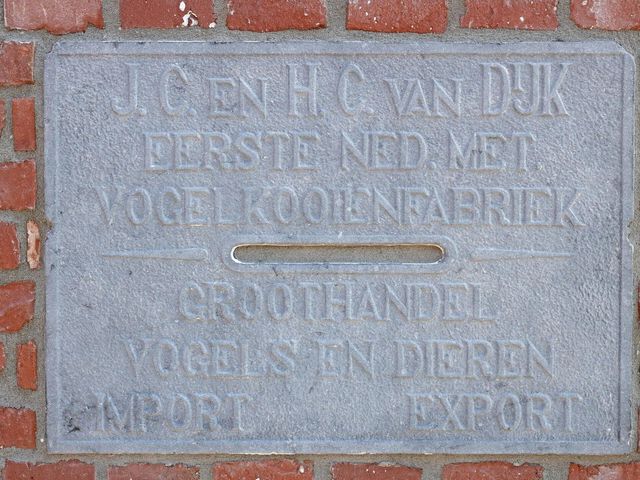 J. C. EN H. C. VAN DIJK
EERSTE NED. MET
VOGELKOOIENFABRIEK
GROOTHANDEL
VOGELS EN DIEREN
IMPORT EXPORT